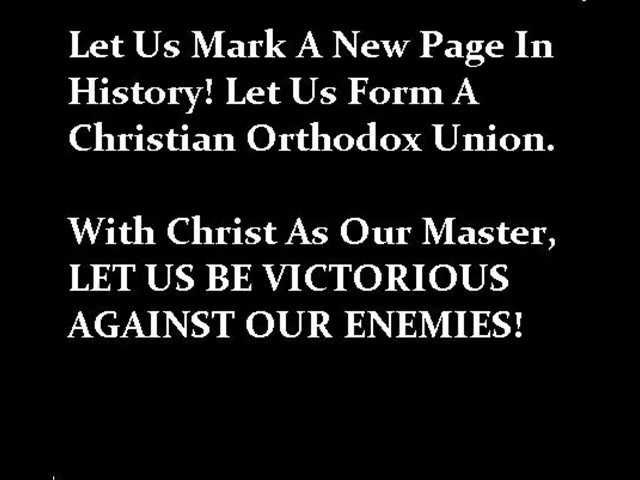 Let Us Mark A New Page In
History! Let Us Form A
Christian Orthodox Union.
With Christ As Our Master,
LET US BE VICTORIOUS
AGAINST OUR ENEMIES!